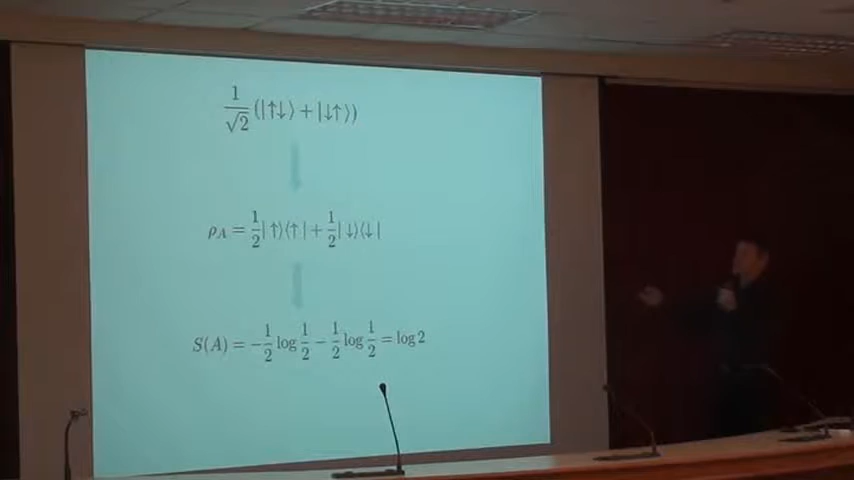 1/√2 (|↑↓⟩ + |↓↑⟩)
ρ_A = 1/2 |↑⟩⟨↑| + 1/2 |↓⟩⟨↓|
S(A) = −1/2 log 1/2 − 1/2 log 1/2 = log 2